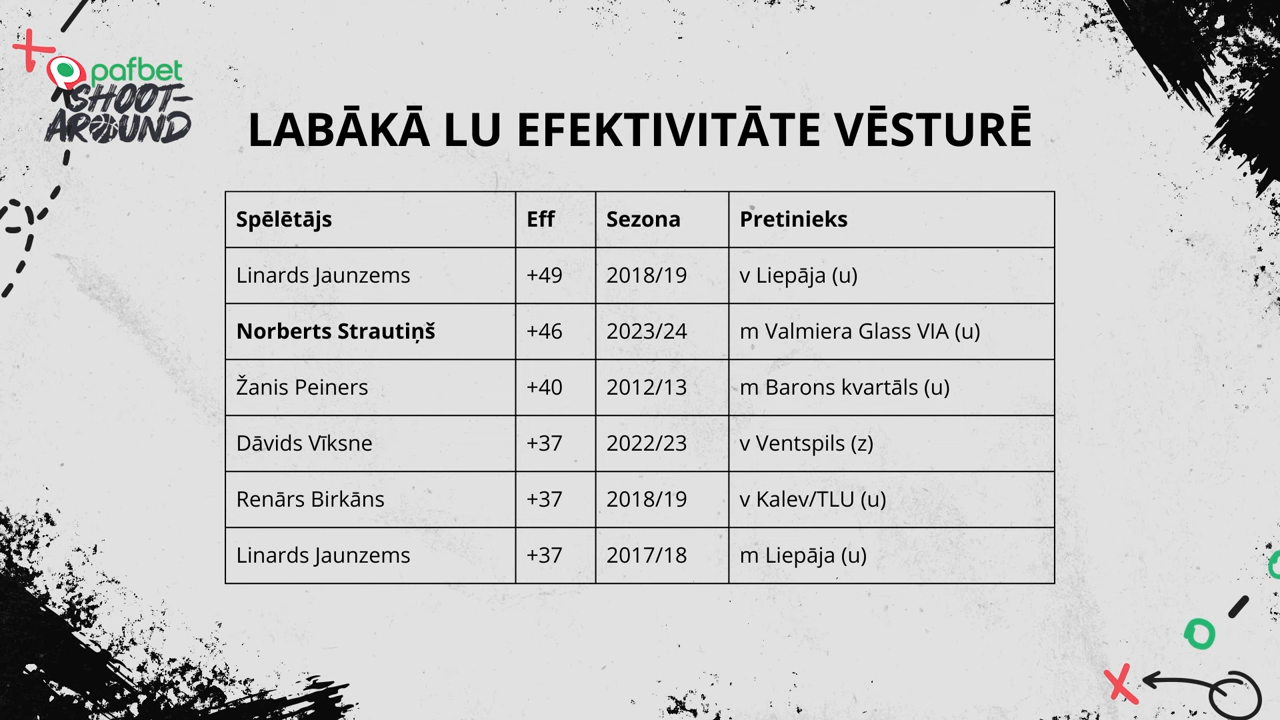 pafbet
SHOOT-
AROUND
LABĀKĀ LU EFEKTIVITĀTE VĒSTURĒ
Spēlētājs Eff Sezona Pretinieks
Linards Jaunzems +49 2018/19 v Liepāja (u)
Norberts Strautiņš +46 2023/24 m Valmiera Glass VIA (u)
Žanis Peiners +40 2012/13 m Barons kvartāls (u)
Dāvids Vīksne +37 2022/23 v Ventspils (z)
Renārs Birkāns +37 2018/19 v Kalev/TLU (u)
Linards Jaunzems +37 2017/18 m Liepāja (u)